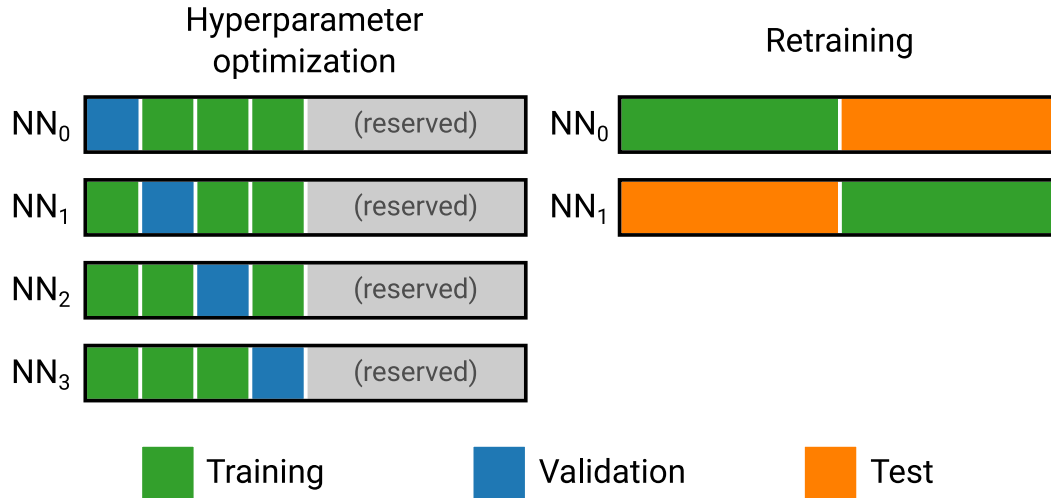 Hyperparameter
optimization
Retraining
NN₀ (reserved)
NN₀
NN₁ (reserved)
NN₁
NN₂ (reserved)
NN₃ (reserved)
Training Validation Test